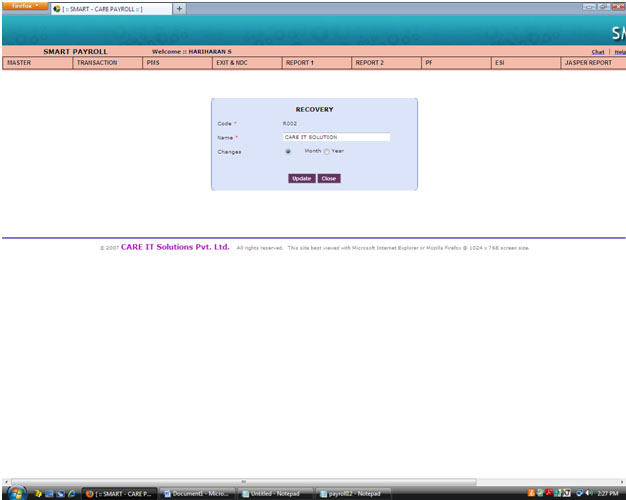 Firefox
[ :: SMART - CARE PAYROLL :: ]
+
SM
SMART PAYROLL
Welcome :: HARIHARAN S
Chat | Help
MASTER TRANSACTION PMS EXIT & NDC REPORT 1 REPORT 2 PF ESI JASPER REPORT
RECOVERY
Code * R002
Name * CARE IT SOLUTION
Changes Month Year
Update Close
© 2007 CARE IT Solutions Pvt. Ltd. All rights reserved. This site best viewed with Microsoft Internet Explorer or Mozilla Firefox @ 1024 x 768 screen size.
[ :: SMART - CARE P... Document1 - Micro... Untitled - Notepad payroll12 - Notepad 2:27 PM